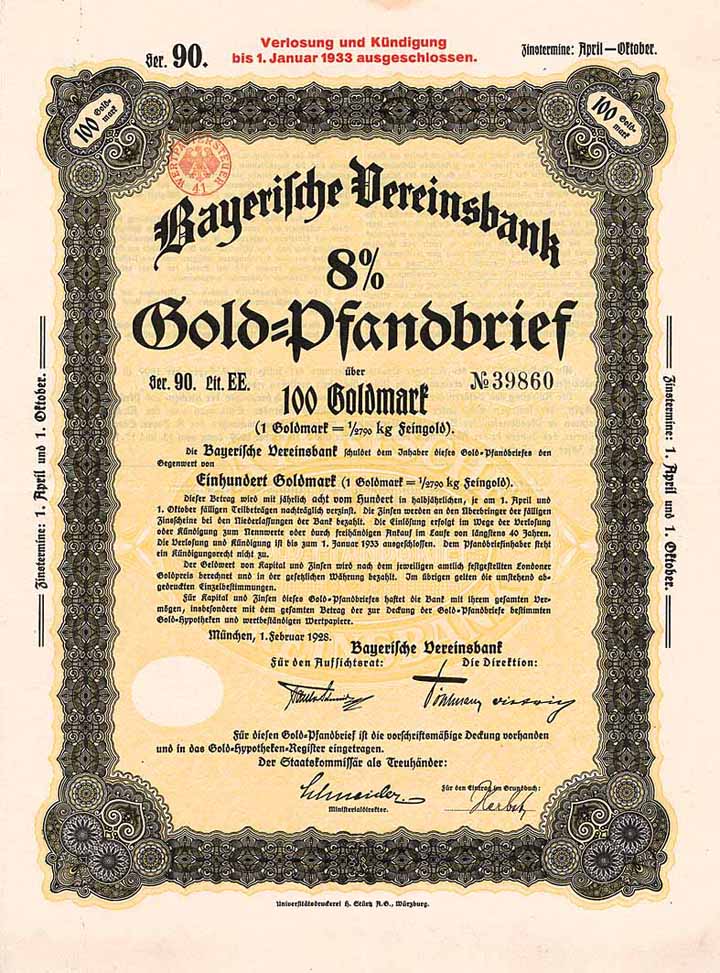 Ser. 90.
Verlosung und Kündigung
bis 1. Januar 1933 ausgeschlossen.
Zinstermine: April—Oktober.
100 Gold-
mark
100 Gold-
mark
WERTPAPIERSTEUER
41
Bayerische Vereinsbank
8%
Gold=Pfandbrief
über
Ser. 90. Lit. EE.
100 Goldmark
№ 39860
(1 Goldmark = 1/2790 kg Feingold).
Die Bayerische Vereinsbank schuldet dem Inhaber dieses Gold-Pfandbriefes den
Gegenwert von
Einhundert Goldmark (1 Goldmark = 1/2790 kg Feingold).
Dieser Betrag wird mit jährlich acht vom Hundert in halbjährlichen, je am 1. April und
1. Oktober fälligen Teilbeträgen nachträglich verzinst. Die Zinsen werden an den Überbringer der fälligen
Zinsscheine bei den Niederlassungen der Bank bezahlt. Die Einlösung erfolgt im Wege der Verlosung
oder Kündigung zum Nennwerte oder durch freihändigen Ankauf im Laufe von längstens 40 Jahren.
Die Verlosung und Kündigung ist bis zum 1. Januar 1933 ausgeschlossen. Dem Pfandbriefinhaber steht
ein Kündigungsrecht nicht zu.
Der Geldwert von Kapital und Zinsen wird nach dem jeweiligen amtlich festgestellten Londoner
Goldpreis berechnet und in der gesetzlichen Währung bezahlt. Im übrigen gelten die umstehend ab-
gedruckten Einzelbestimmungen.
Für Kapital und Zinsen dieses Gold-Pfandbriefes haftet die Bank mit ihrem gesamten Ver-
mögen, insbesondere mit dem gesamten Betrag der zur Deckung der Gold-Pfandbriefe bestimmten
Gold-Hypotheken und wertbeständigen Wertpapiere.
München, 1. Februar 1928.
Bayerische Vereinsbank
Für den Aufsichtsrat:
Die Direktion:
Für diesen Gold-Pfandbrief ist die vorschriftsmäßige Deckung vorhanden
und in das Gold-Hypotheken-Register eingetragen.
Der Staatskommissär als Treuhänder:
Schneider
Ministerialdirektor.
Für den Eintrag im Grundbuch:
Herbst
Zinstermine: 1. April und 1. Oktober.
Zinstermine: 1. April und 1. Oktober.
Universitätsdruckerei H. Stürtz A.G., Würzburg.